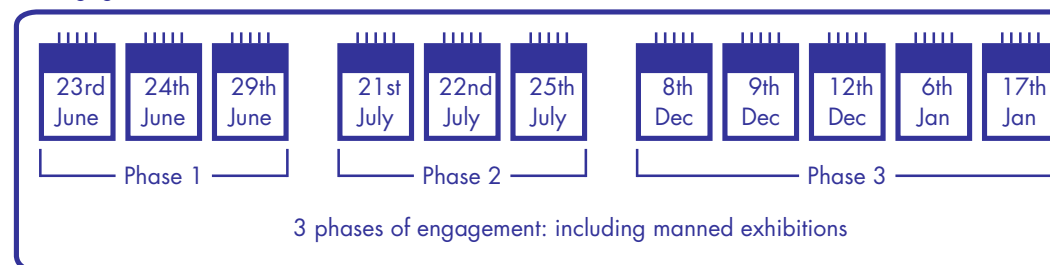 23rd June
24th June
29th June
21st July
22nd July
25th July
8th Dec
9th Dec
12th Dec
6th Jan
17th Jan
Phase 1
Phase 2
Phase 3
3 phases of engagement: including manned exhibitions